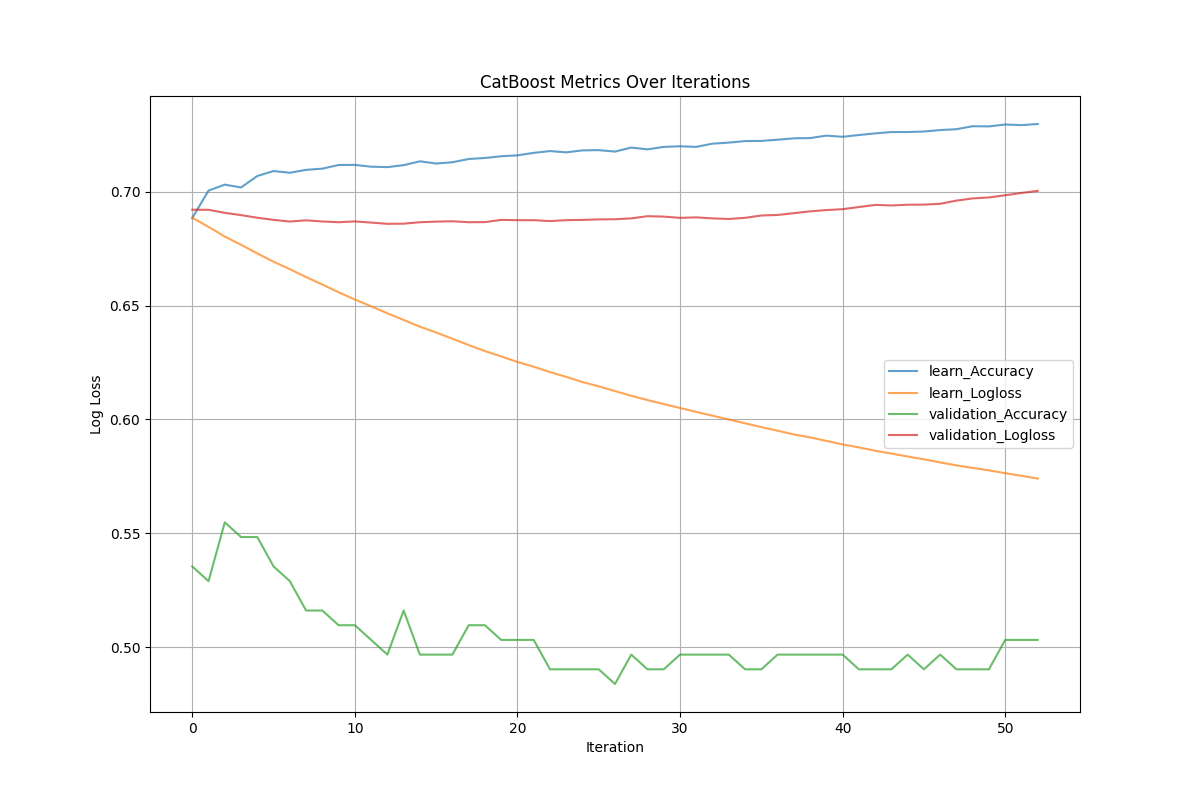 CatBoost Metrics Over Iterations
0.70
0.65
0.60
0.55
0.50
Log Loss
learn_Accuracy
learn_Logloss
validation_Accuracy
validation_Logloss
0 10 20 30 40 50
Iteration